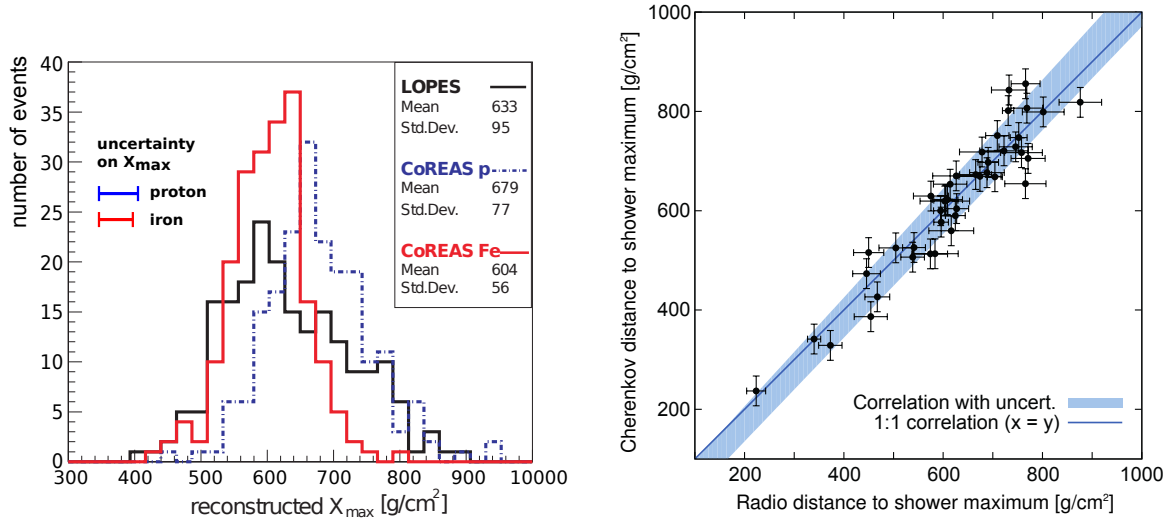 number of events
40
35
30
25
20
15
10
5
0
300
400
500
600
700
800
900
10000
reconstructed Xmax [g/cm²]
uncertainty
on Xmax
proton
iron
LOPES
Mean 633
Std.Dev. 95
CoREAS p
Mean 679
Std.Dev. 77
CoREAS Fe
Mean 604
Std.Dev. 56
Cherenkov distance to shower maximum [g/cm²]
1000
800
600
400
200
200
400
600
800
1000
Correlation with uncert.
1:1 correlation (x = y)
Radio distance to shower maximum [g/cm²]